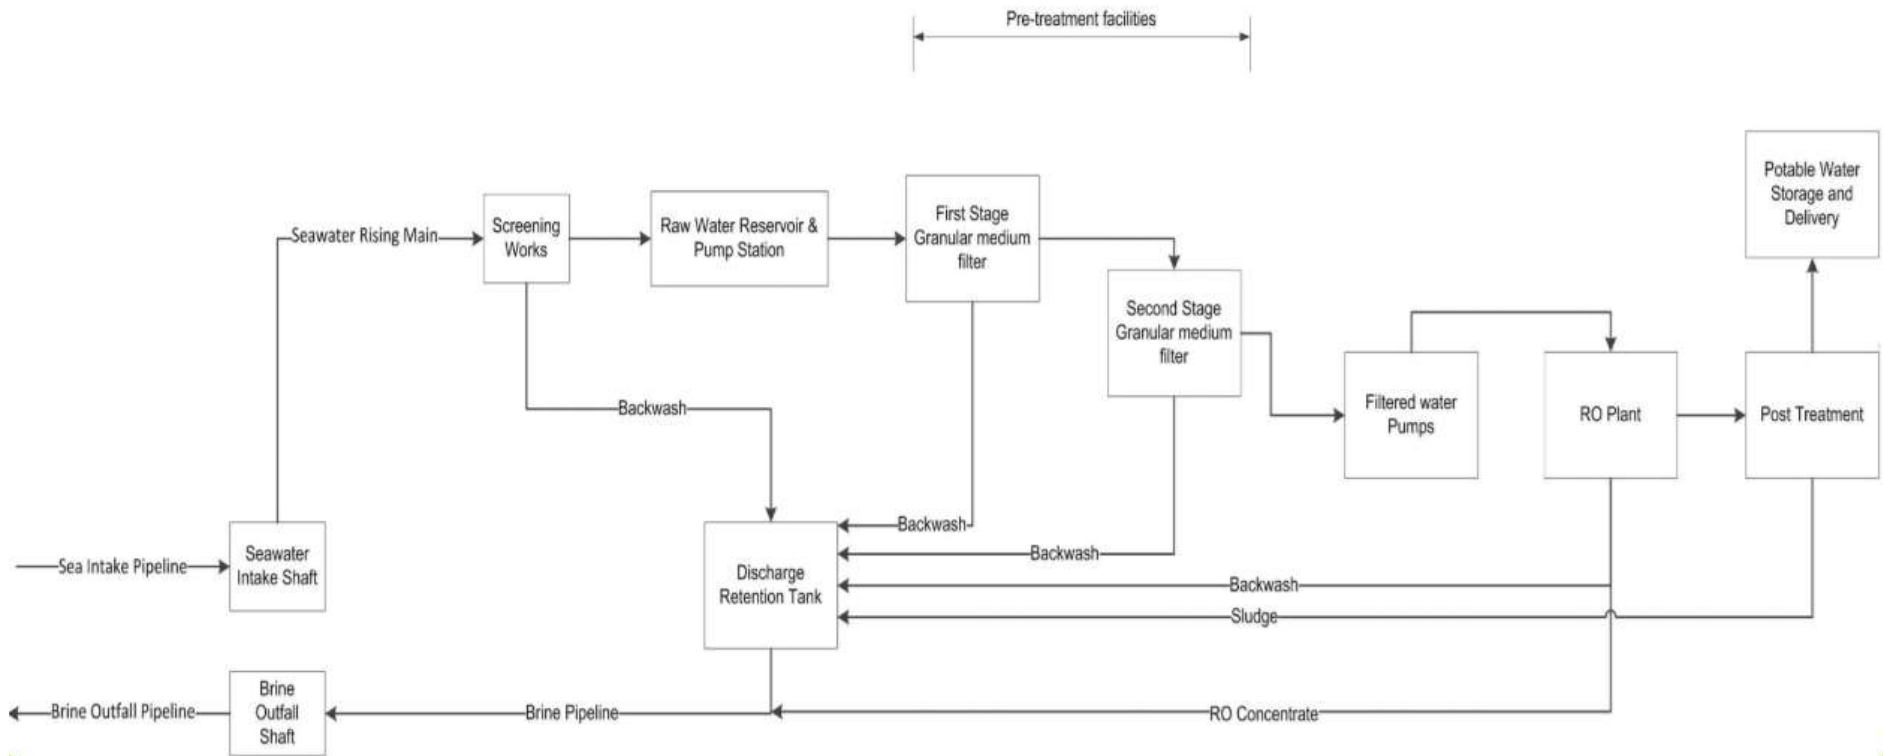 Pre-treatment facilities
Potable Water
Storage and
Delivery
Seawater Rising Main
Screening
Works
Raw Water Reservoir &
Pump Station
First Stage
Granular medium
filter
Second Stage
Granular medium
filter
Filtered water
Pumps
RO Plant
Post Treatment
Backwash
Backwash
Backwash
Backwash
Sludge
Sea Intake Pipeline
Seawater
Intake Shaft
Discharge
Retention Tank
Brine Outfall Pipeline
Brine
Outfall
Shaft
Brine Pipeline
RO Concentrate